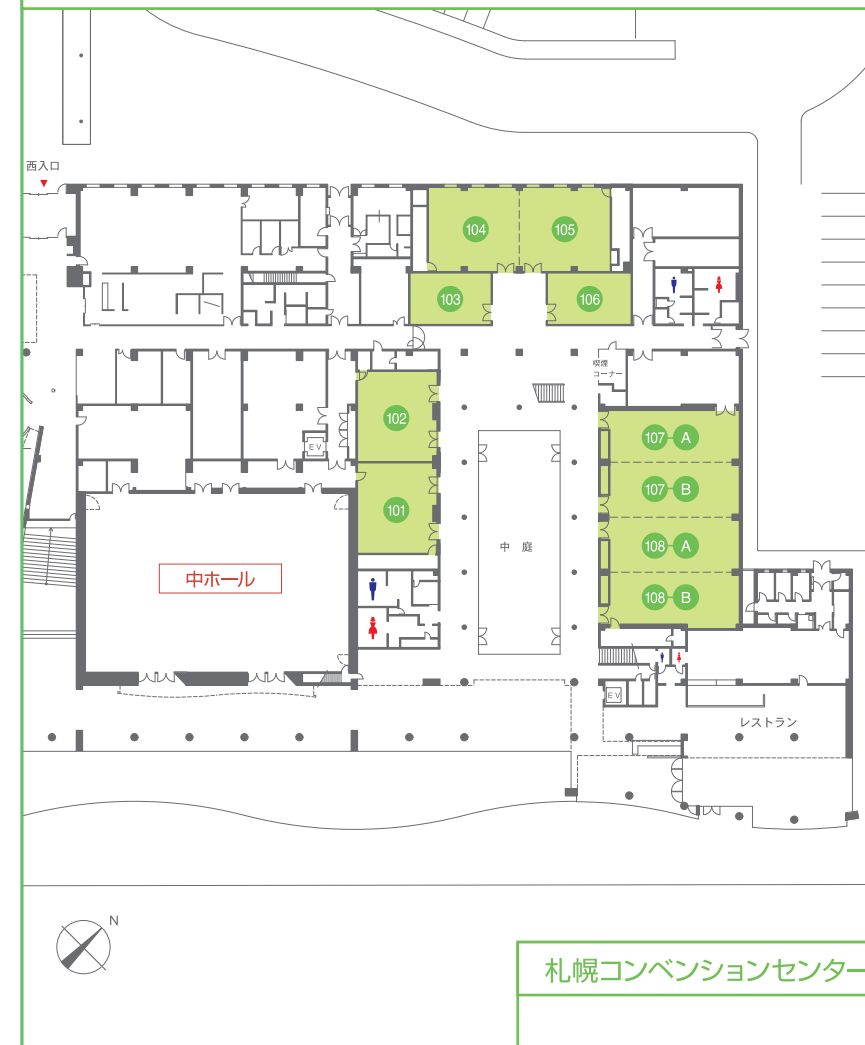 西入口
104
105
103
106
喫煙
コーナー
102
107
A
EV
107
B
101
108
A
中庭
中ホール
108
B
EV
レストラン
N
札幌コンベンションセンター